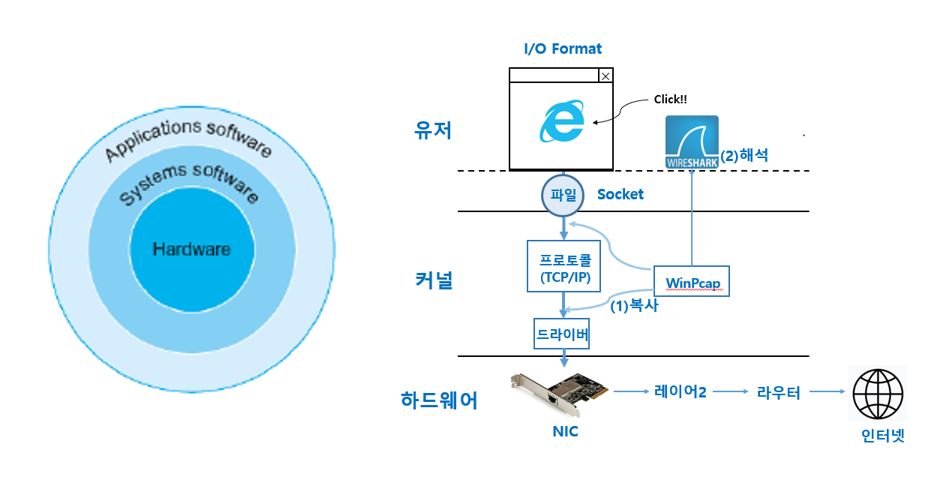 Applications software
Systems software
Hardware
I/O Format
Click!!
유저
WIRESHARK
(2)해석
파일
Socket
프로토콜
(TCP/IP)
커널
WinPcap
(1)복사
드라이버
하드웨어
레이어2
라우터
NIC
인터넷